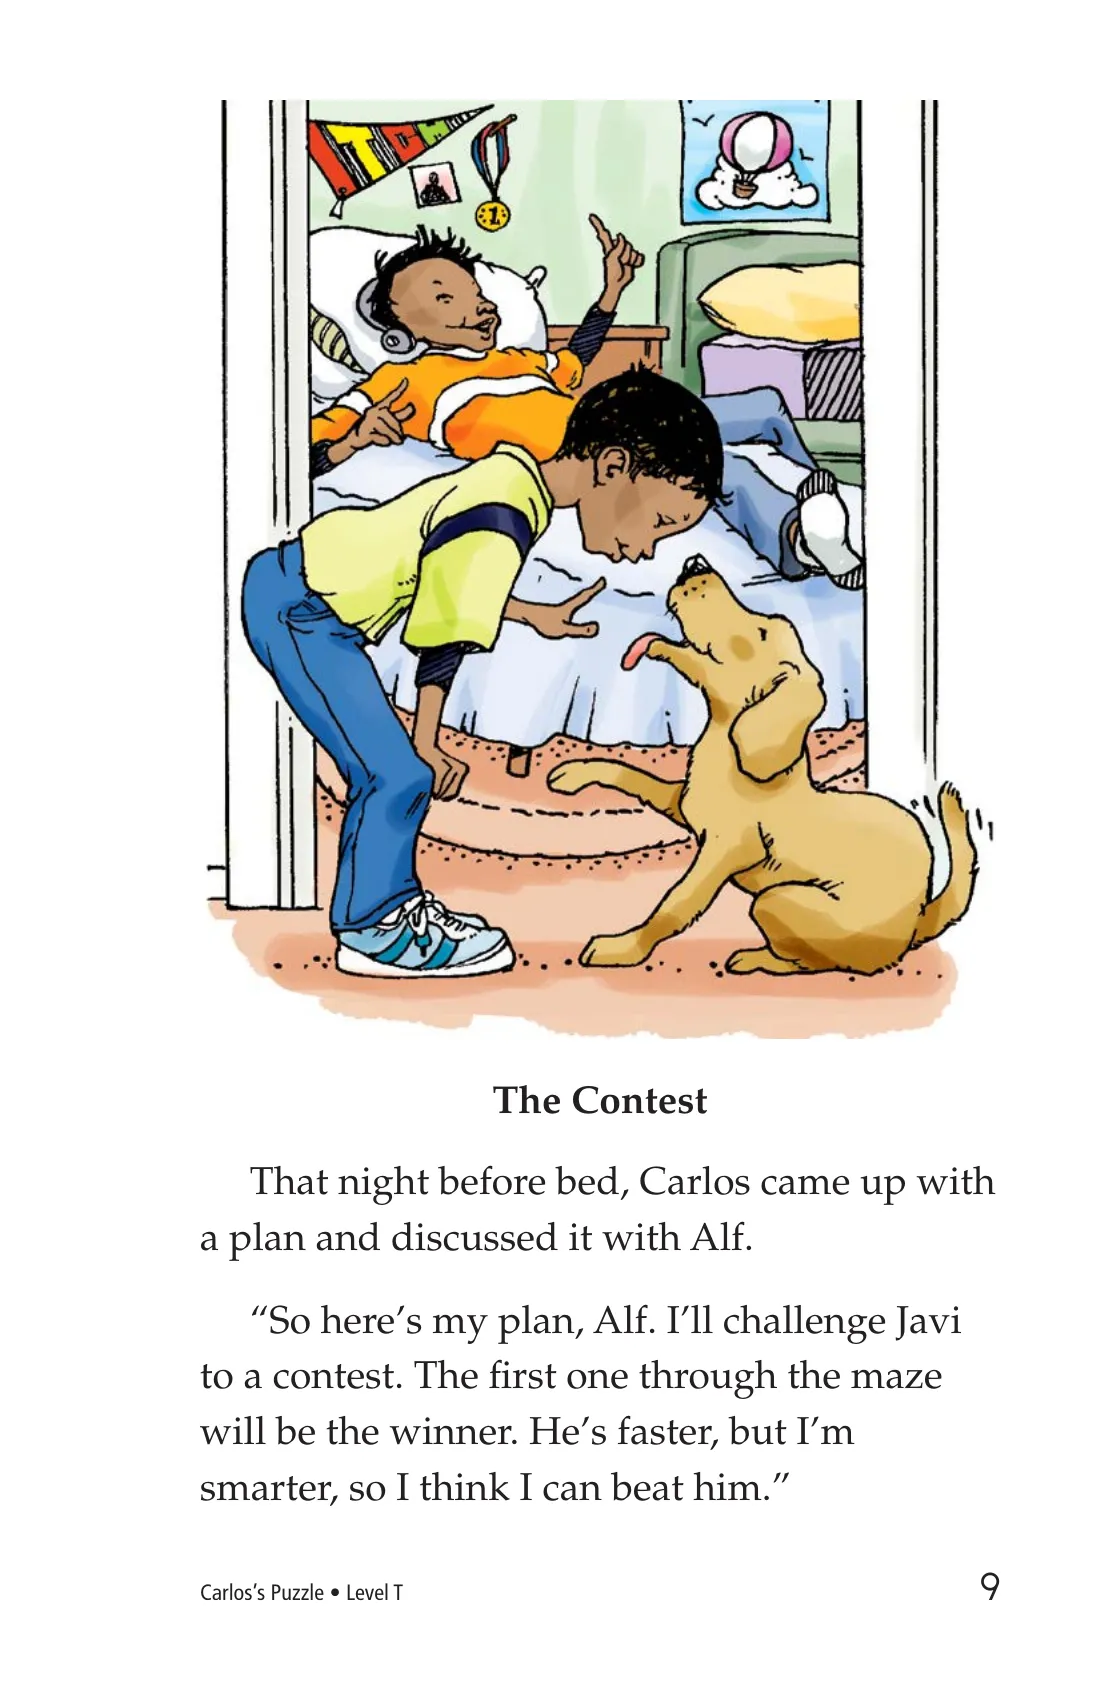 1
The Contest
That night before bed, Carlos came up with
a plan and discussed it with Alf.
“So here’s my plan, Alf. I’ll challenge Javi
to a contest. The first one through the maze
will be the winner. He’s faster, but I’m
smarter, so I think I can beat him.”
Carlos’s Puzzle • Level T
9